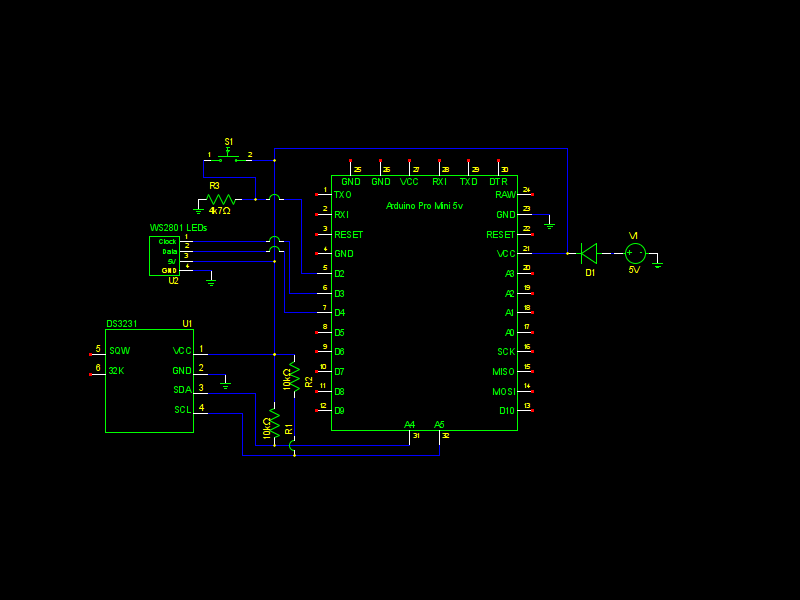 S1
1 2
25 26 27 28 29 30
GND GND VCC RXI TXD DTR
R3
4k7Ω
1 TXO RAW 24
Arduino Pro Mini 5v
2 RXI GND 23
WS2801 LEDs
3 RESET RESET 22
V1
Clock 1
Data 2
5V 3
GND 4
U2
4 GND VCC 21
+ -
D1
5V
5 D2 A3 20
6 D3 A2 19
7 D4 A1 18
DS3231 U1
8 D5 A0 17
5 SQW VCC 1
9 D6 SCK 16
6 32K GND 2
10 D7 MISO 15
10kΩ R2
SDA 3
11 D8 MOSI 14
SCL 4
12 D9 D10 13
10kΩ R1
A4 A5
31 32